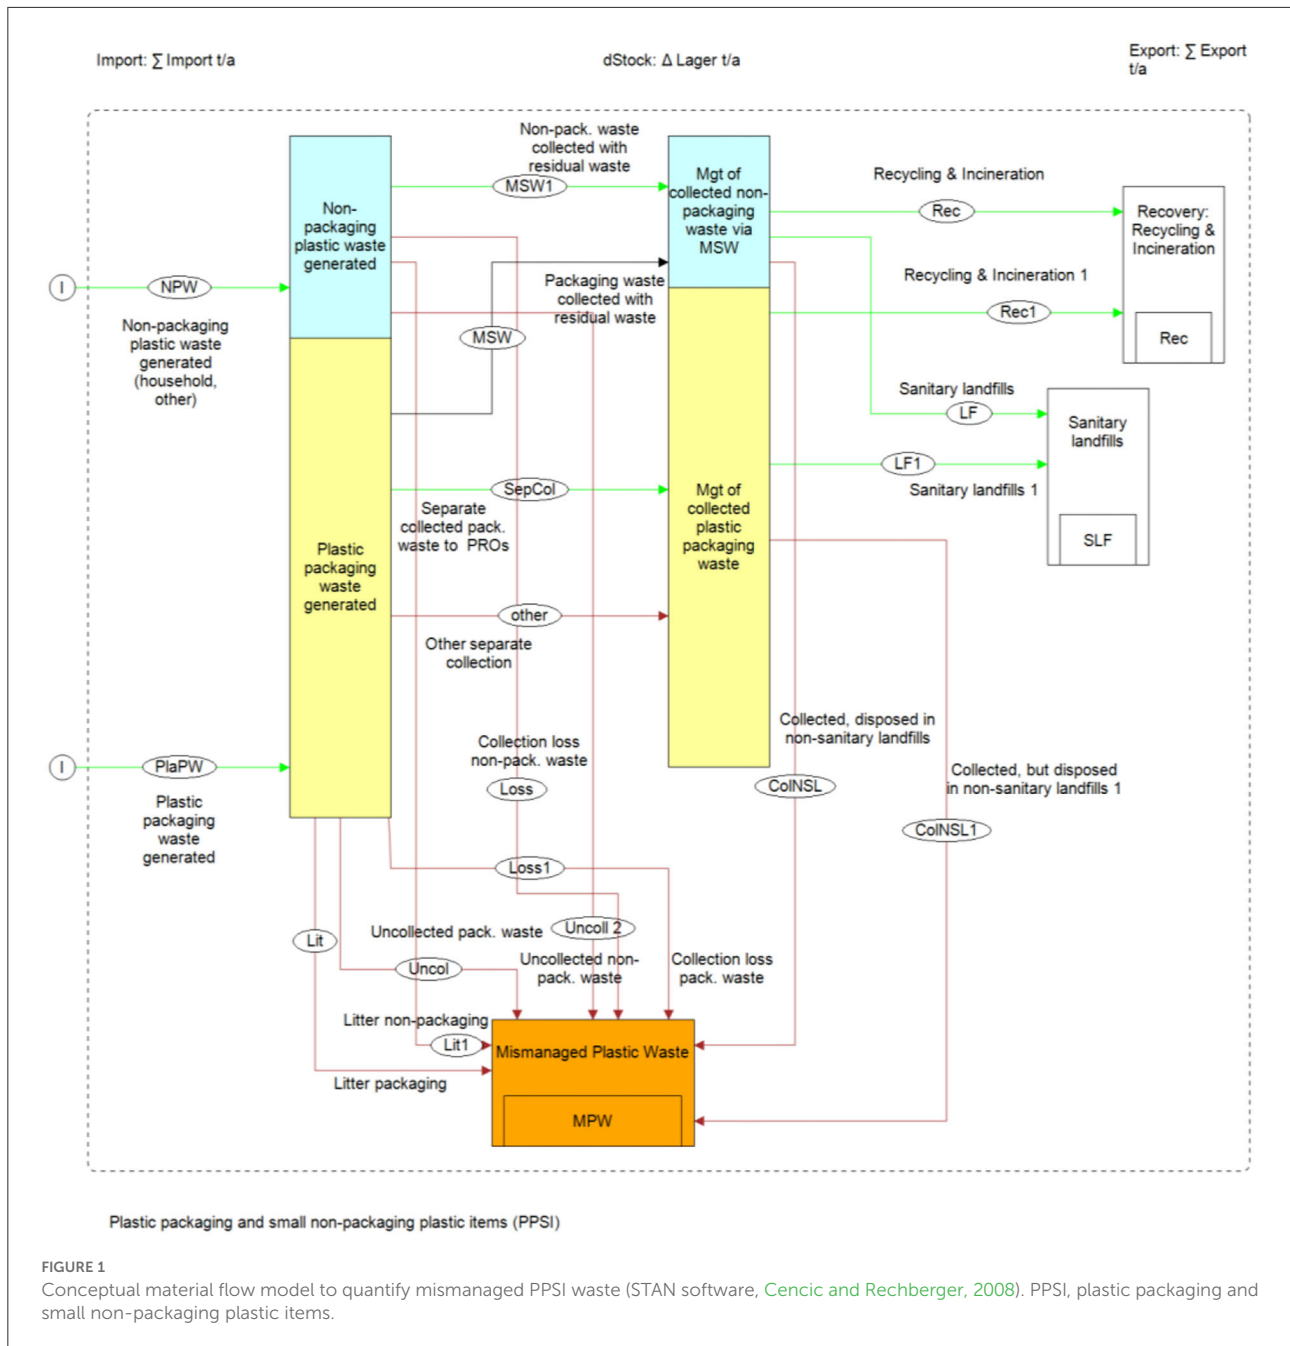 Import: ∑ Import t/a
dStock: Δ Lager t/a
Export: ∑ Export
t/a
Non-pack. waste
collected with
residual waste
MSW1
Non-
packaging
plastic waste
generated
Mgt of
collected non-
packaging
waste via
MSW
Recycling & Incineration
Rec
Recovery:
Recycling &
Incineration
Recycling & Incineration 1
Rec1
Rec
I
NPW
Non-packaging
plastic waste
generated
(household,
other)
Packaging waste
collected with
residual waste
MSW
Sanitary landfills
LF
LF1
Sanitary landfills 1
Sanitary
landfills
SLF
SepCol
Separate
collected pack.
waste to PROs
Mgt of
collected
plastic
packaging
waste
Plastic
packaging
waste
generated
other
Other separate
collection
I
PlaPW
Plastic
packaging
waste
generated
Collection loss
non-pack. waste
Loss
Collected, disposed in
non-sanitary landfills
ColNSL
Collected, but disposed
in non-sanitary landfills 1
ColNSL1
Loss1
Lit
Uncollected pack. waste
Uncoll 2
Uncol
Uncollected non-
pack. waste
Collection loss
pack. waste
Litter non-packaging
Lit1
Litter packaging
Mismanaged Plastic Waste
MPW
Plastic packaging and small non-packaging plastic items (PPSI)
FIGURE 1
Conceptual material flow model to quantify mismanaged PPSI waste (STAN software, Cencic and Rechberger, 2008). PPSI, plastic packaging and
small non-packaging plastic items.